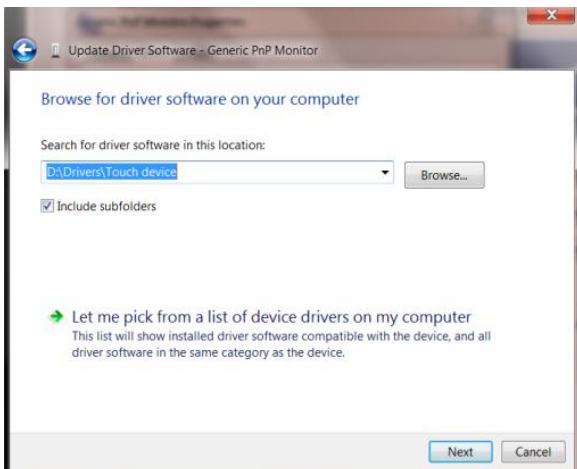 Update Driver Software - Generic PnP Monitor
Browse for driver software on your computer
Search for driver software in this location:
D:\Drivers\Touch device
Browse...
Include subfolders
Let me pick from a list of device drivers on my computer
This list will show installed driver software compatible with the device, and all
driver software in the same category as the device.
Next
Cancel